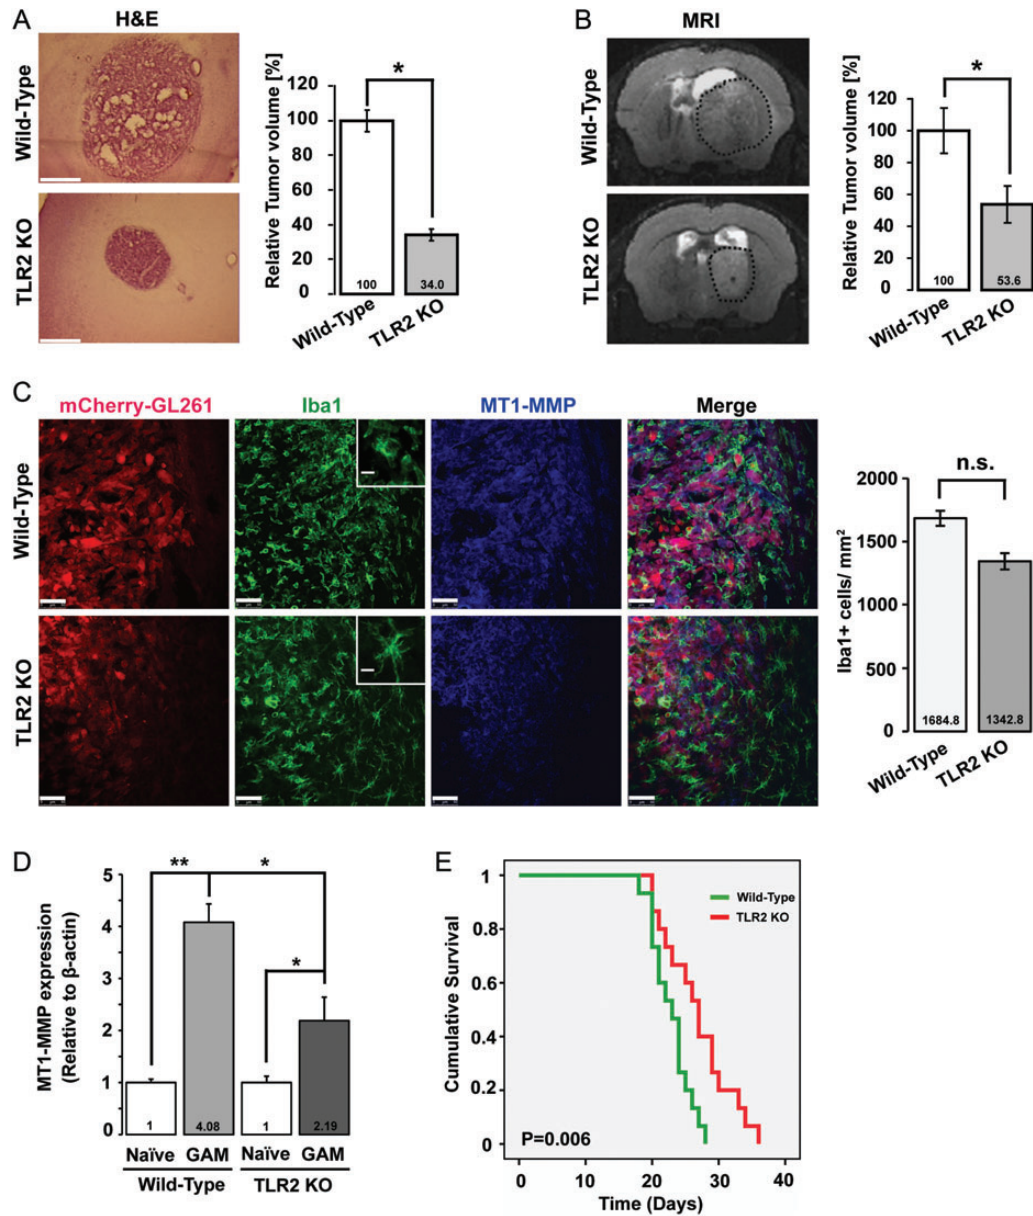 A
H&E
Wild-Type
TLR2 KO
Relative Tumor volume [%]
120
100
80
60
40
20
0
*
100
34.0
Wild-Type
TLR2 KO
B
MRI
Wild-Type
TLR2 KO
Relative Tumor volume [%]
120
100
80
60
40
20
0
*
100
53.6
Wild-Type
TLR2 KO
C
mCherry-GL261
Iba1
MT1-MMP
Merge
Wild-Type
TLR2 KO
Iba1+ cells/ mm²
2000
1500
1000
500
0
n.s.
1684.8
1342.8
Wild-Type
TLR2 KO
D
MT1-MMP expression
(Relative to β-actin)
5
4
3
2
1
0
**
*
*
1
4.08
1
2.19
Naïve GAM Naïve GAM
Wild-Type TLR2 KO
E
Cumulative Survival
1
0.8
0.6
0.4
0.2
0
Wild-Type
TLR2 KO
P=0.006
0 10 20 30 40
Time (Days)